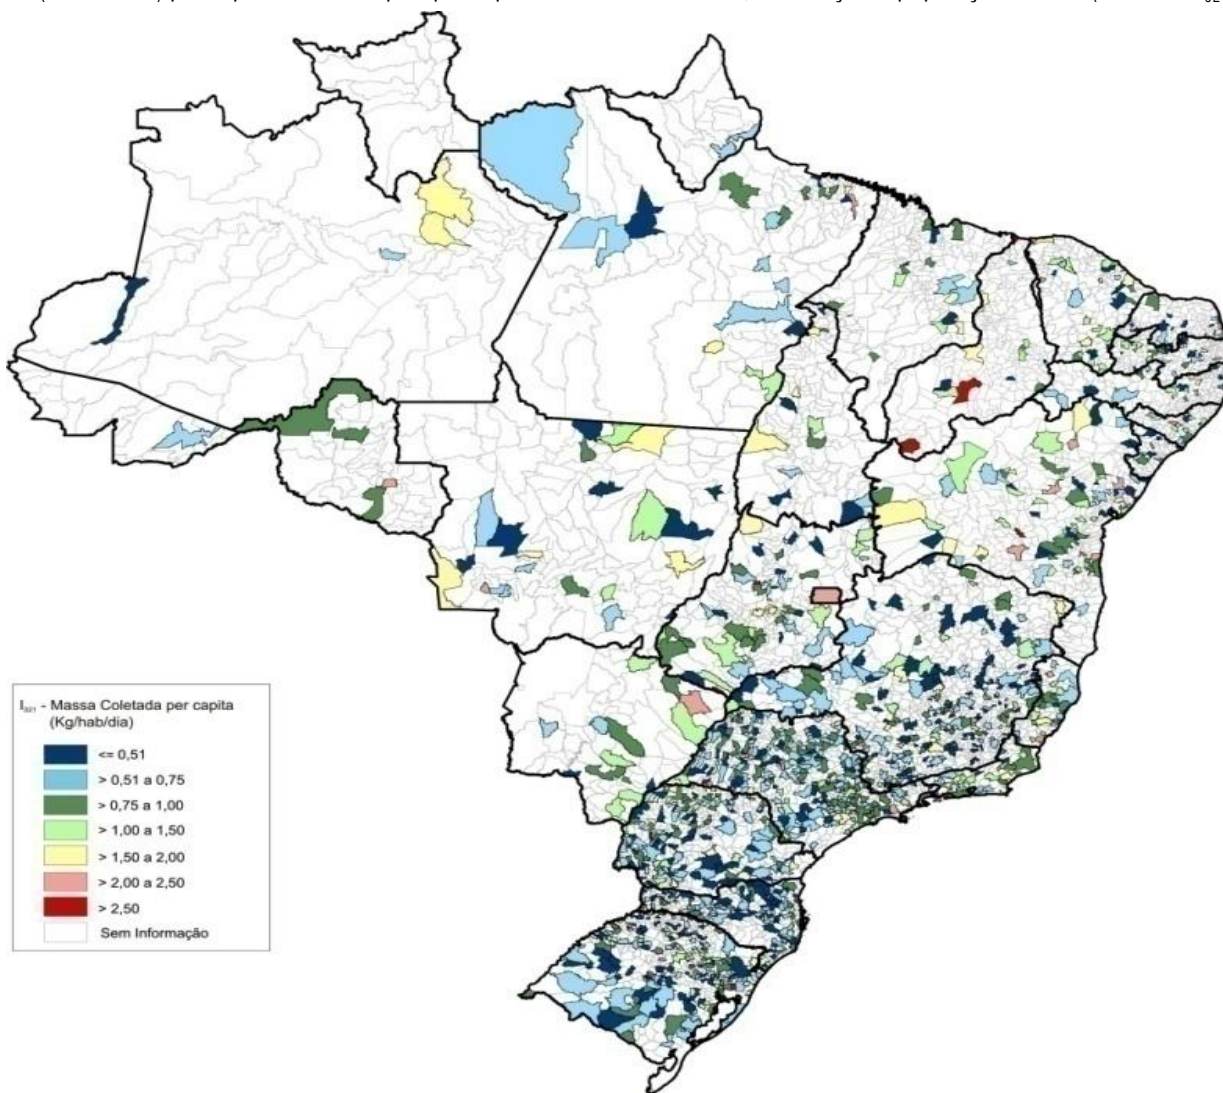 I₀₂₁ - Massa Coletada per capita
(Kg/hab/dia)
<= 0,51
> 0,51 a 0,75
> 0,75 a 1,00
> 1,00 a 1,50
> 1,50 a 2,00
> 2,00 a 2,50
> 2,50
Sem Informação